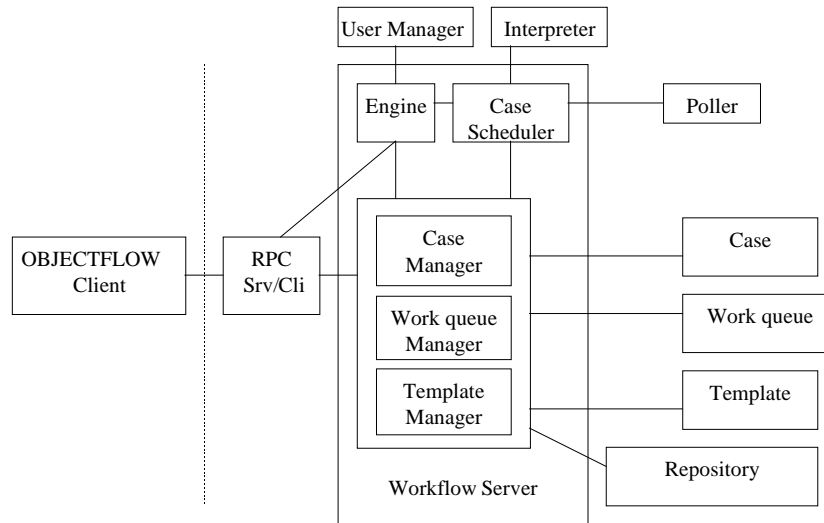 User Manager
Interpreter
Engine
Case
Scheduler
Poller
OBJECTFLOW
Client
RPC
Srv/Cli
Case
Manager
Case
Work queue
Manager
Work queue
Template
Manager
Template
Repository
Workflow Server